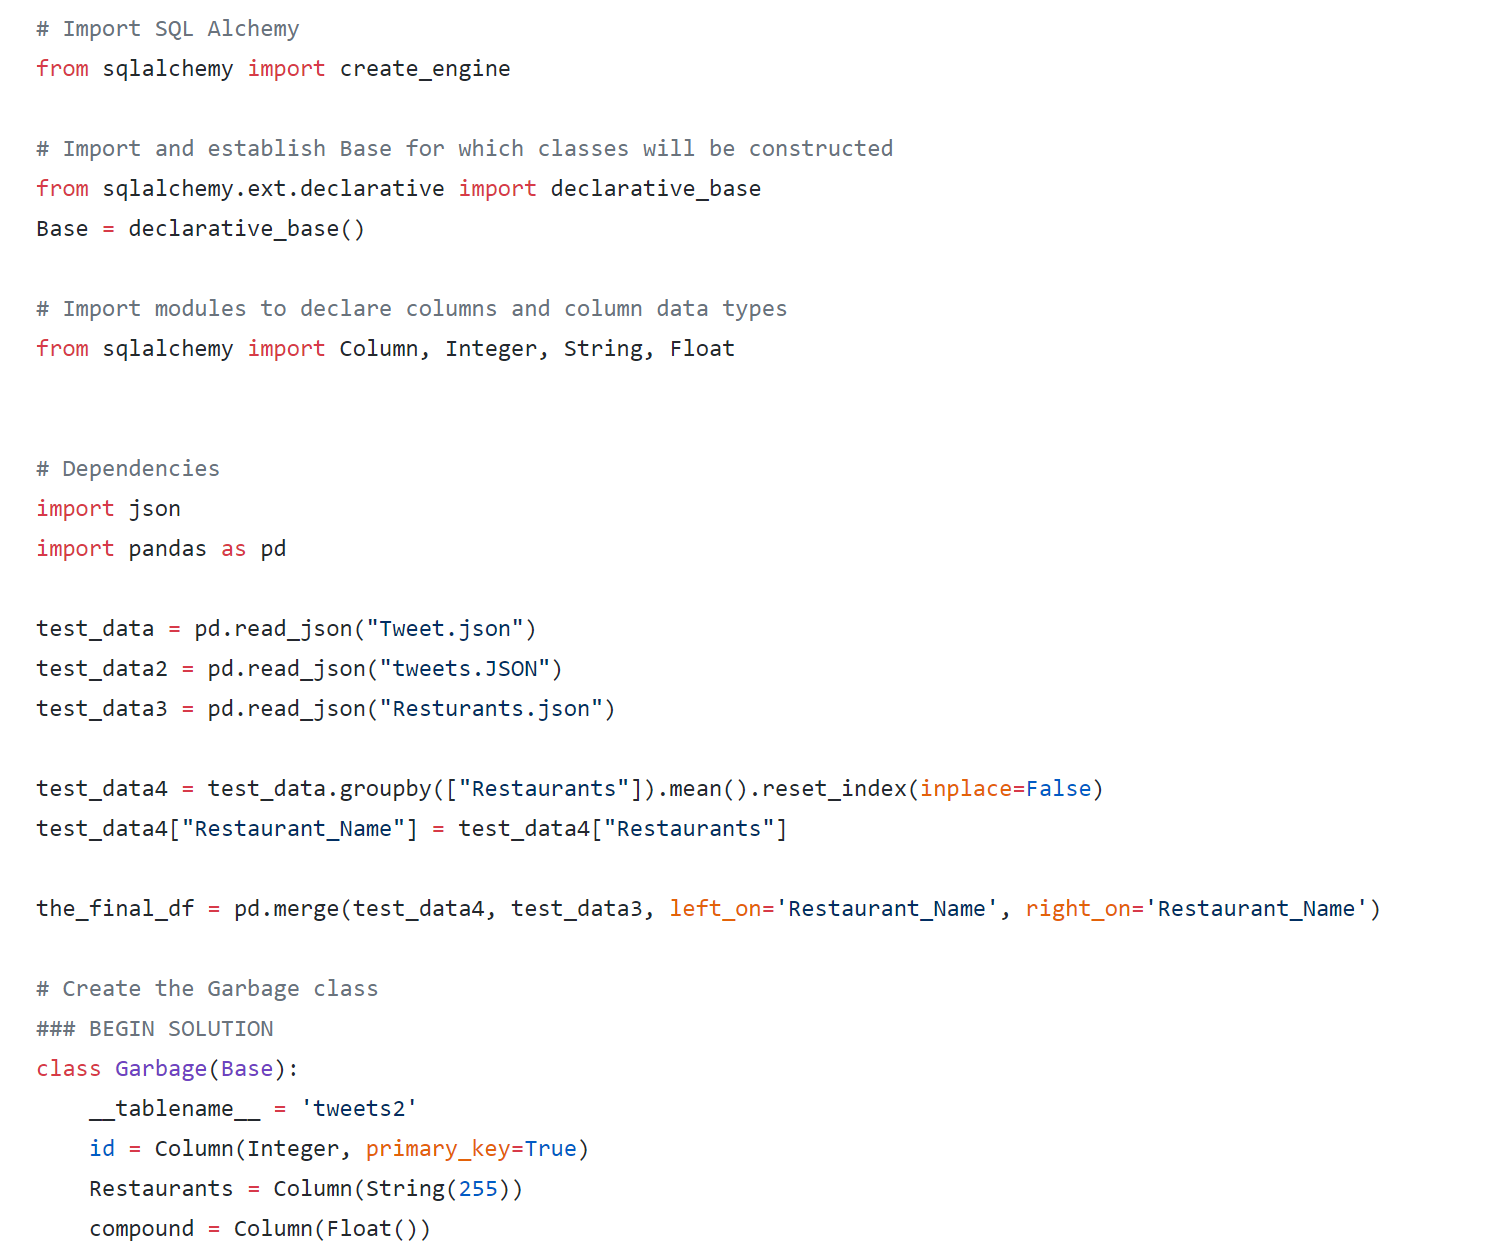 # Import SQL Alchemy
from sqlalchemy import create_engine
# Import and establish Base for which classes will be constructed
from sqlalchemy.ext.declarative import declarative_base
Base = declarative_base()
# Import modules to declare columns and column data types
from sqlalchemy import Column, Integer, String, Float
# Dependencies
import json
import pandas as pd
test_data = pd.read_json("Tweet.json")
test_data2 = pd.read_json("tweets.JSON")
test_data3 = pd.read_json("Resturants.json")
test_data4 = test_data.groupby(["Restaurants"]).mean().reset_index(inplace=False)
test_data4["Restaurant_Name"] = test_data4["Restaurants"]
the_final_df = pd.merge(test_data4, test_data3, left_on='Restaurant_Name', right_on='Restaurant_Name')
# Create the Garbage class
### BEGIN SOLUTION
class Garbage(Base):
    __tablename__ = 'tweets2'
    id = Column(Integer, primary_key=True)
    Restaurants = Column(String(255))
    compound = Column(Float())